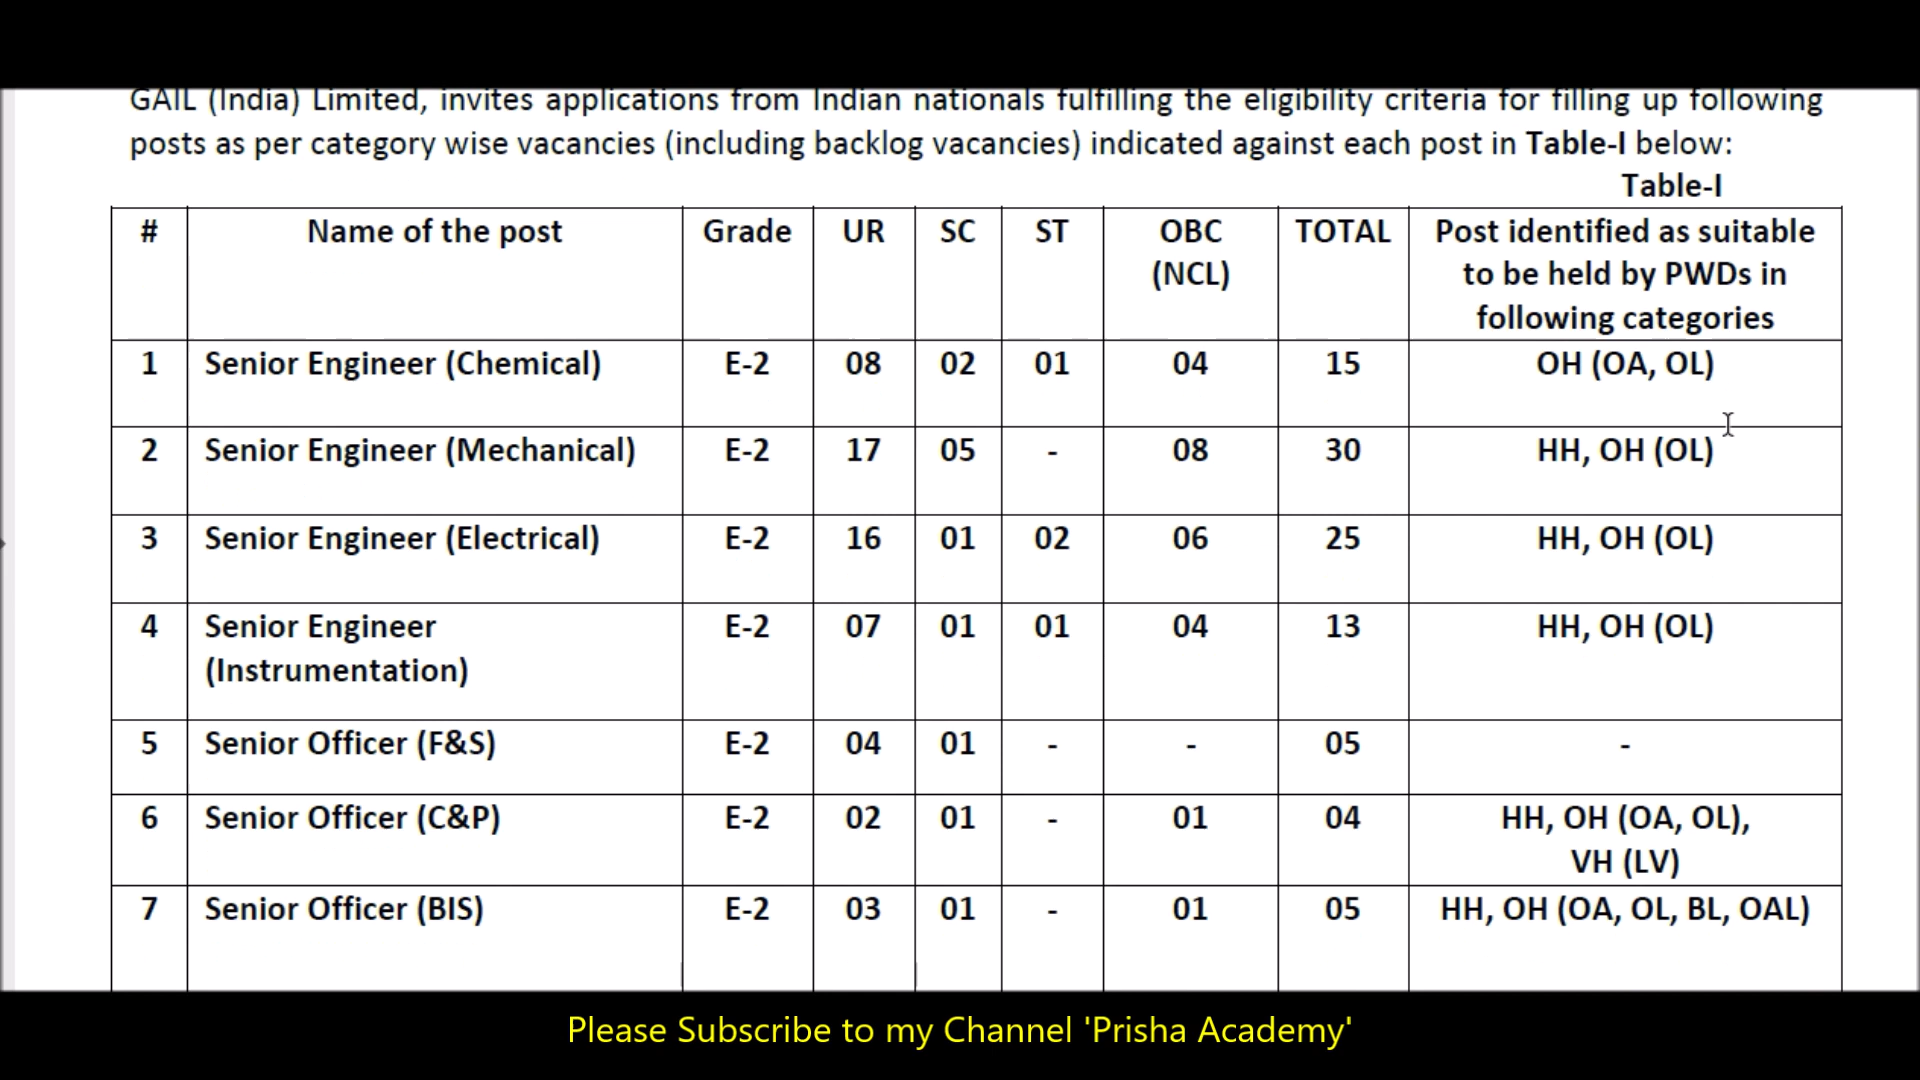 GAIL (India) Limited, invites applications from Indian nationals fulfilling the eligibility criteria for filling up following
posts as per category wise vacancies (including backlog vacancies) indicated against each post in Table-I below:
Table-I
# Name of the post Grade UR SC ST OBC (NCL) TOTAL Post identified as suitable to be held by PWDs in following categories
1 Senior Engineer (Chemical) E-2 08 02 01 04 15 OH (OA, OL)
2 Senior Engineer (Mechanical) E-2 17 05 - 08 30 HH, OH (OL)
3 Senior Engineer (Electrical) E-2 16 01 02 06 25 HH, OH (OL)
4 Senior Engineer (Instrumentation) E-2 07 01 01 04 13 HH, OH (OL)
5 Senior Officer (F&S) E-2 04 01 - - 05 -
6 Senior Officer (C&P) E-2 02 01 - 01 04 HH, OH (OA, OL), VH (LV)
7 Senior Officer (BIS) E-2 03 01 - 01 05 HH, OH (OA, OL, BL, OAL)
Please Subscribe to my Channel 'Prisha Academy'